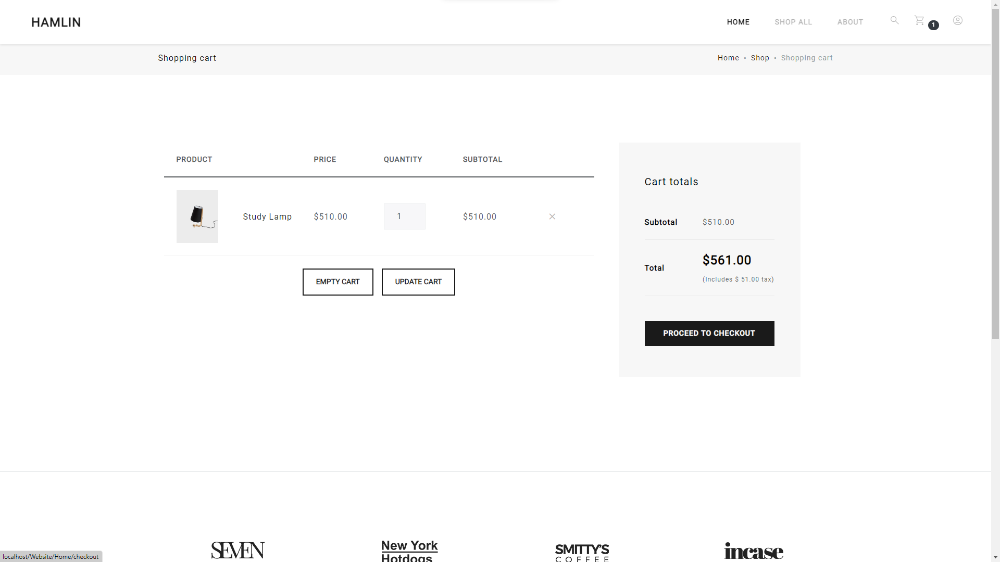 HAMLIN
HOME SHOP ALL ABOUT 1
Shopping cart
Home • Shop • Shopping cart
PRODUCT PRICE QUANTITY SUBTOTAL
Study Lamp $510.00 1 $510.00
EMPTY CART UPDATE CART
Cart totals
Subtotal $510.00
Total $561.00
(Includes $ 51.00 tax)
PROCEED TO CHECKOUT
SEVEN
New York
Hotdogs
SMITTY'S
COFFEE
incase
localhost/Website/Home/checkout